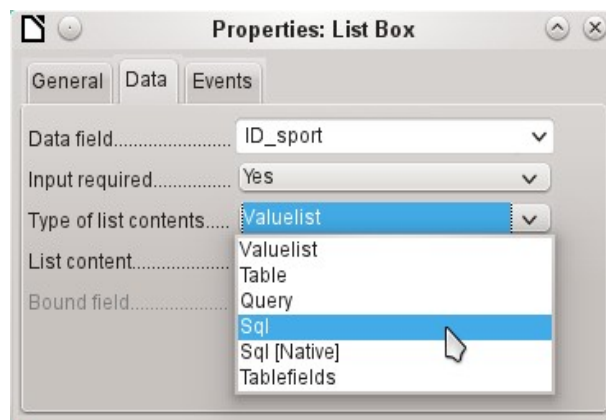 Properties: List Box
General Data Events
Data field....................... ID_sport
Input required................ Yes
Type of list contents..... Valuelist
List content...................
Bound field...................
Valuelist
Table
Query
Sql
Sql [Native]
Tablefields